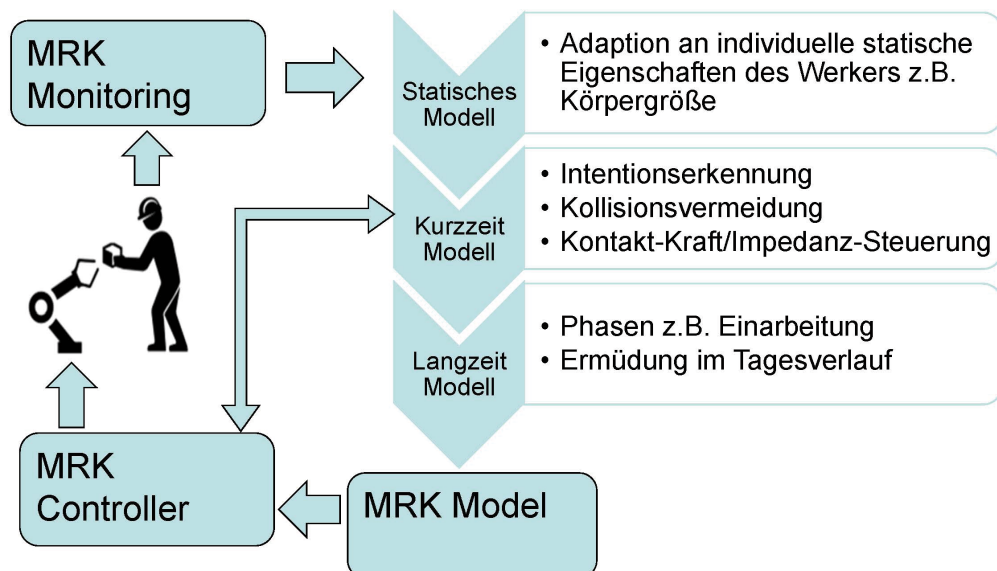 MRK
Monitoring
Statisches
Modell
• Adaption an individuelle statische
Eigenschaften des Werkers z.B.
Körpergröße
Kurzzeit
Modell
• Intentionserkennung
• Kollisionsvermeidung
• Kontakt-Kraft/Impedanz-Steuerung
Langzeit
Modell
• Phasen z.B. Einarbeitung
• Ermüdung im Tagesverlauf
MRK
Controller
MRK Model